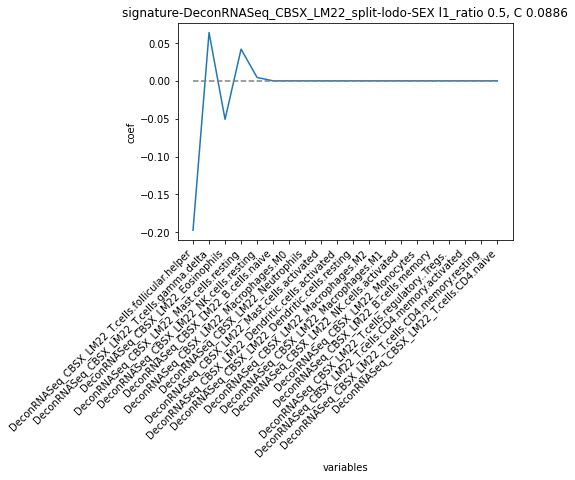 signature-DeconRNASeq_CBSX_LM22_split-lodo-SEX l1_ratio 0.5, C 0.0886
0.05
0.00
−0.05
−0.10
−0.15
−0.20
coef
DeconRNASeq_CBSX_LM22_T.cells.follicular.helper
DeconRNASeq_CBSX_LM22_T.cells.gamma.delta
DeconRNASeq_CBSX_LM22_Eosinophils
DeconRNASeq_CBSX_LM22_Mast.cells.resting
DeconRNASeq_CBSX_LM22_NK.cells.resting
DeconRNASeq_CBSX_LM22_B.cells.naive
DeconRNASeq_CBSX_LM22_Macrophages.M0
DeconRNASeq_CBSX_LM22_Neutrophils
DeconRNASeq_CBSX_LM22_Mast.cells.activated
DeconRNASeq_CBSX_LM22_Dendritic.cells.activated
DeconRNASeq_CBSX_LM22_Dendritic.cells.resting
DeconRNASeq_CBSX_LM22_Macrophages.M2
DeconRNASeq_CBSX_LM22_Macrophages.M1
DeconRNASeq_CBSX_LM22_NK.cells.activated
DeconRNASeq_CBSX_LM22_Monocytes
DeconRNASeq_CBSX_LM22_B.cells.memory
DeconRNASeq_CBSX_LM22_T.cells.regulatory..Tregs.
DeconRNASeq_CBSX_LM22_T.cells.CD4.memory.activated
DeconRNASeq_CBSX_LM22_T.cells.CD4.memory.resting
DeconRNASeq_CBSX_LM22_T.cells.CD4.naive
variables